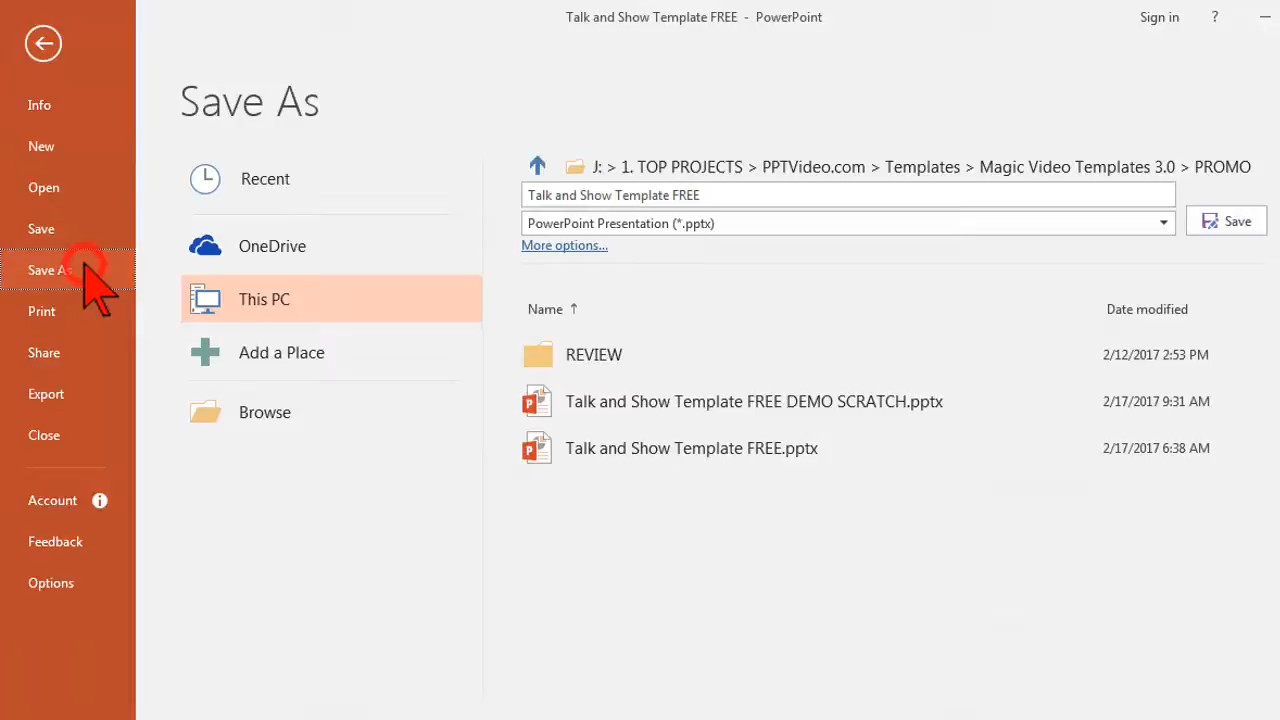 Talk and Show Template FREE - PowerPoint
Sign in ?
Info
New
Open
Save
Save As
Print
Share
Export
Close
Account
Feedback
Options
Save As
Recent
OneDrive
This PC
Add a Place
Browse
J: > 1. TOP PROJECTS > PPTVideo.com > Templates > Magic Video Templates 3.0 > PROMO
Talk and Show Template FREE
PowerPoint Presentation (*.pptx)
Save
More options...
Name Date modified
REVIEW 2/12/2017 2:53 PM
Talk and Show Template FREE DEMO SCRATCH.pptx 2/17/2017 9:31 AM
Talk and Show Template FREE.pptx 2/17/2017 6:38 AM